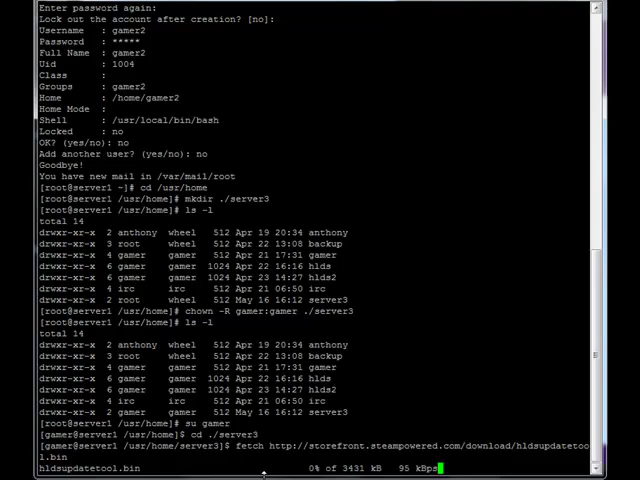 Enter password again:
Lock out the account after creation? [no]:
Username   : gamer2
Password   : *****
Full Name  : gamer2
Uid        : 1004
Class      :
Groups     : gamer2
Home       : /home/gamer2
Home Mode  :
Shell      : /usr/local/bin/bash
Locked     : no
OK? (yes/no): no
Add another user? (yes/no): no
Goodbye!
You have new mail in /var/mail/root
[root@server1 ~]# cd /usr/home
[root@server1 /usr/home]# mkdir ./server3
[root@server1 /usr/home]# ls -l
total 14
drwxr-xr-x  2 anthony  wheel   512 Apr 19 20:34 anthony
drwxr-xr-x  3 root     wheel   512 Apr 22 13:08 backup
drwxr-xr-x  4 gamer    gamer   512 Apr 21 17:31 gamer
drwxr-xr-x  6 gamer    gamer  1024 Apr 22 16:16 hlds
drwxr-xr-x  6 gamer    gamer  1024 Apr 23 14:27 hlds2
drwxr-xr-x  4 irc      irc     512 Apr 21 06:50 irc
drwxr-xr-x  2 root     wheel   512 May 16 16:12 server3
[root@server1 /usr/home]# chown -R gamer:gamer ./server3
[root@server1 /usr/home]# ls -l
total 14
drwxr-xr-x  2 anthony  wheel   512 Apr 19 20:34 anthony
drwxr-xr-x  3 root     wheel   512 Apr 22 13:08 backup
drwxr-xr-x  4 gamer    gamer   512 Apr 21 17:31 gamer
drwxr-xr-x  6 gamer    gamer  1024 Apr 22 16:16 hlds
drwxr-xr-x  6 gamer    gamer  1024 Apr 23 14:27 hlds2
drwxr-xr-x  4 irc      irc     512 Apr 21 06:50 irc
drwxr-xr-x  2 gamer    gamer   512 May 16 16:12 server3
[root@server1 /usr/home]# su gamer
[gamer@server1 /usr/home]$ cd ./server3
[gamer@server1 /usr/home/server3]$ fetch http://storefront.steampowered.com/download/hldsupdatetoo
l.bin
hldsupdatetool.bin                              0% of 3431 kB   95 kBps